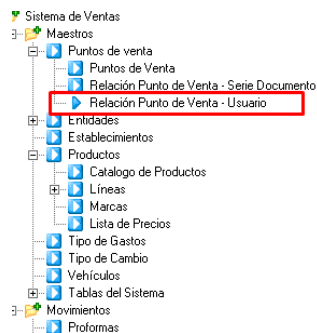 Sistema de Ventas
Maestros
Puntos de venta
Puntos de Venta
Relación Punto de Venta - Serie Documento
Relación Punto de Venta - Usuario
Entidades
Establecimientos
Productos
Catalogo de Productos
Líneas
Marcas
Lista de Precios
Tipo de Gastos
Tipo de Cambio
Vehículos
Tablas del Sistema
Movimientos
Proformas